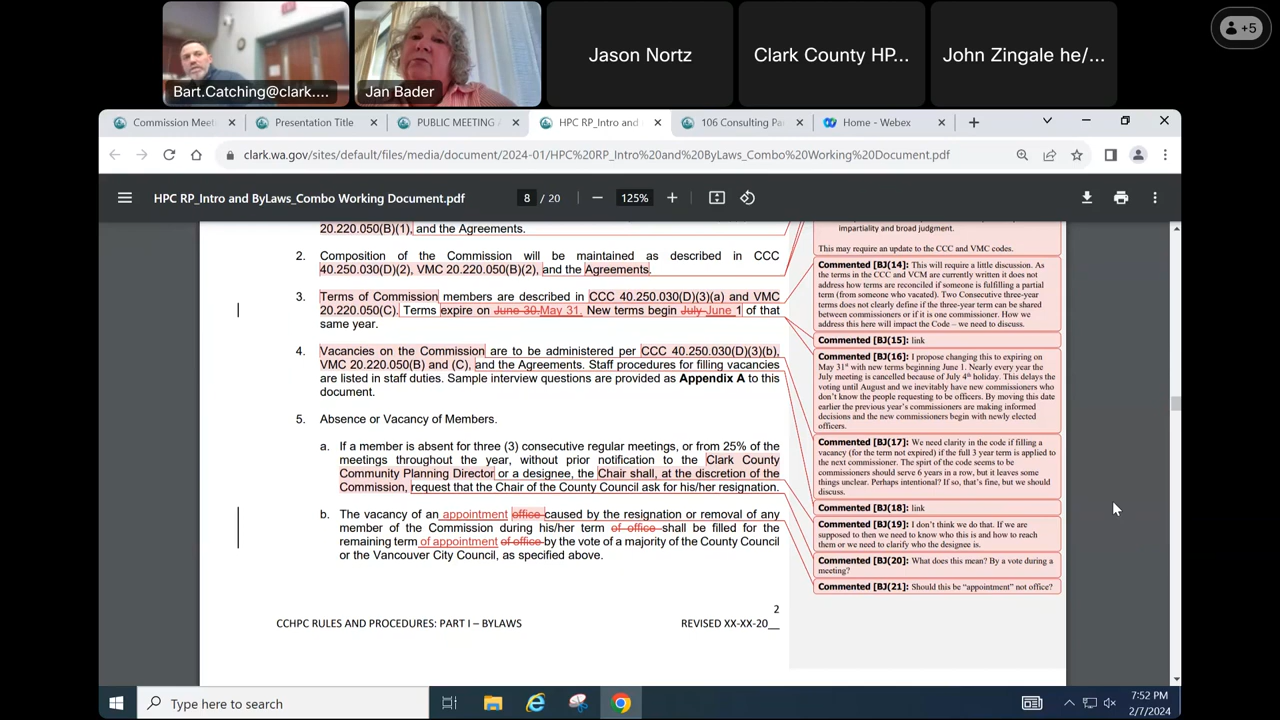 +5
Jason Nortz
Clark County HP...
John Zingale he/...
Bart.Catching@clark....
Jan Bader
Commission Meet
Presentation Title
PUBLIC MEETING
HPC RP_Intro and
106 Consulting Pa
Home - Webex
clark.wa.gov/sites/default/files/media/document/2024-01/HPC%20RP_Intro%20and%20ByLaws_Combo%20Working%20Document.pdf
HPC RP_Intro and ByLaws_Combo Working Document.pdf
8 / 20
125%
20.220.050(B)(1), and the Agreements.
2. Composition of the Commission will be maintained as described in CCC
40.250.030(D)(2), VMC 20.220.050(B)(2), and the Agreements.
3. Terms of Commission members are described in CCC 40.250.030(D)(3)(a) and VMC
20.220.050(C). Terms expire on June 30.May 31. New terms begin July June 1 of that
same year.
4. Vacancies on the Commission are to be administered per CCC 40.250.030(D)(3)(b),
VMC 20.220.050(B) and (C), and the Agreements. Staff procedures for filling vacancies
are listed in staff duties. Sample interview questions are provided as Appendix A to this
document.
5. Absence or Vacancy of Members.
a. If a member is absent for three (3) consecutive regular meetings, or from 25% of the
meetings throughout the year, without prior notification to the Clark County
Community Planning Director or a designee, the Chair shall, at the discretion of the
Commission, request that the Chair of the County Council ask for his/her resignation.
b. The vacancy of an appointment office caused by the resignation or removal of any
member of the Commission during his/her term of office shall be filled for the
remaining term of appointment of office by the vote of a majority of the County Council
or the Vancouver City Council, as specified above.
2
CCHPC RULES AND PROCEDURES: PART I – BYLAWS
REVISED XX-XX-20__
impartiality and broad judgment.
This may require an update to the CCC and VMC codes.
Commented [BJ(14]: This will require a little discussion. As
the terms in the CCC and VCM are currently written it does not
address how terms are reconciled if someone is fulfilling a partial
term (from someone who vacated). Two Consecutive three-year
terms does not clearly define if the three-year term can be shared
between commissioners or if it is one commissioner. How we
address this here will impact the Code – we need to discuss.
Commented [BJ(15]: link
Commented [BJ(16]: I propose changing this to expiring on
May 31st with new terms beginning June 1. Nearly every year the
July meeting is cancelled because of July 4th holiday. This delays the
voting until August and we inevitably have new commissioners who
don't know the people requesting to be officers. By moving this date
earlier the previous year's commissioners are making informed
decisions and the new commissioners begin with newly elected
officers.
Commented [BJ(17]: We need clarity in the code if filling a
vacancy (for the term not expired) if the full 3 year term is applied to
the next commissioner. The spirit of the code seems to be
commissioners should serve 6 years in a row, but it leaves some
things unclear. Perhaps intentional? If so, that's fine, but we should
discuss.
Commented [BJ(18]: link
Commented [BJ(19]: I don't think we do that. If we are
supposed to then we need to know who this is and how to reach
them or we need to clarify who the designee is.
Commented [BJ(20]: What does this mean? By a vote during a
meeting?
Commented [BJ(21]: Should this be "appointment" not office?
Type here to search
7:52 PM
2/7/2024